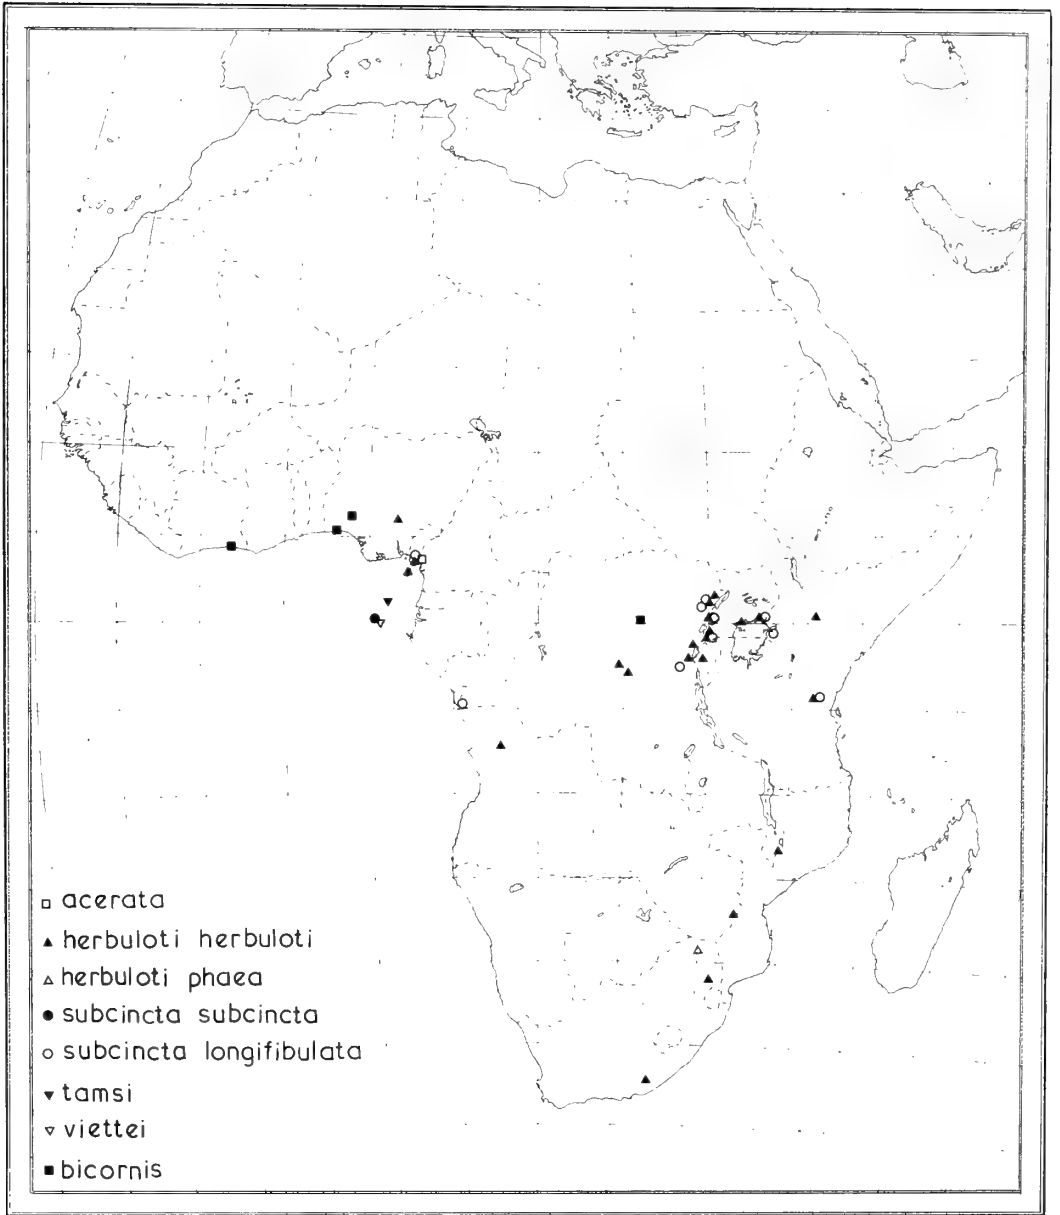 acerata
herbuloti herbuloti
herbuloti phaea
subcincta subcincta
subcincta longifibulata
tamsi
viettei
bicornis